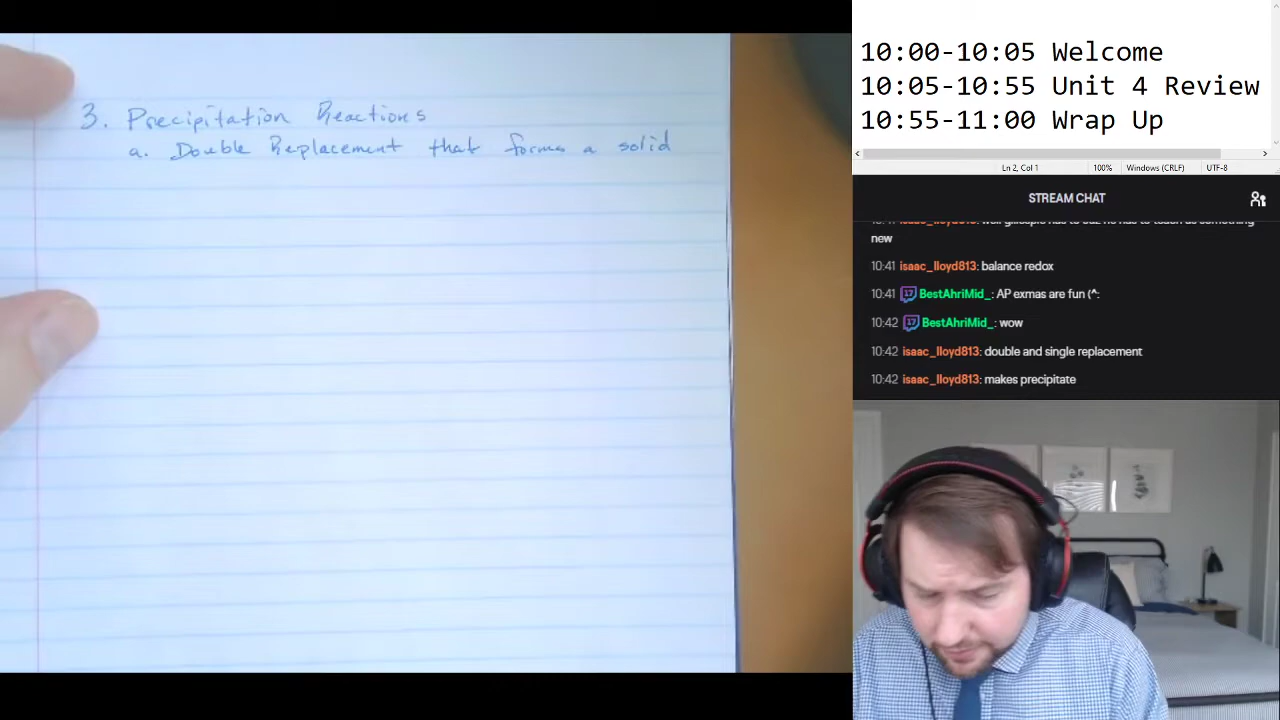 3. Precipitation Reactions
a. Double Replacement that forms a solid
10:00-10:05 Welcome
10:05-10:55 Unit 4 Review
10:55-11:00 Wrap Up
Ln 2, Col 1 100% Windows (CRLF) UTF-8
STREAM CHAT
new
10:41 isaac_lloyd813: balance redox
10:41 BestAhriMid_: AP exmas are fun (^:
10:42 BestAhriMid_: wow
10:42 isaac_lloyd813: double and single replacement
10:42 isaac_lloyd813: makes precipitate